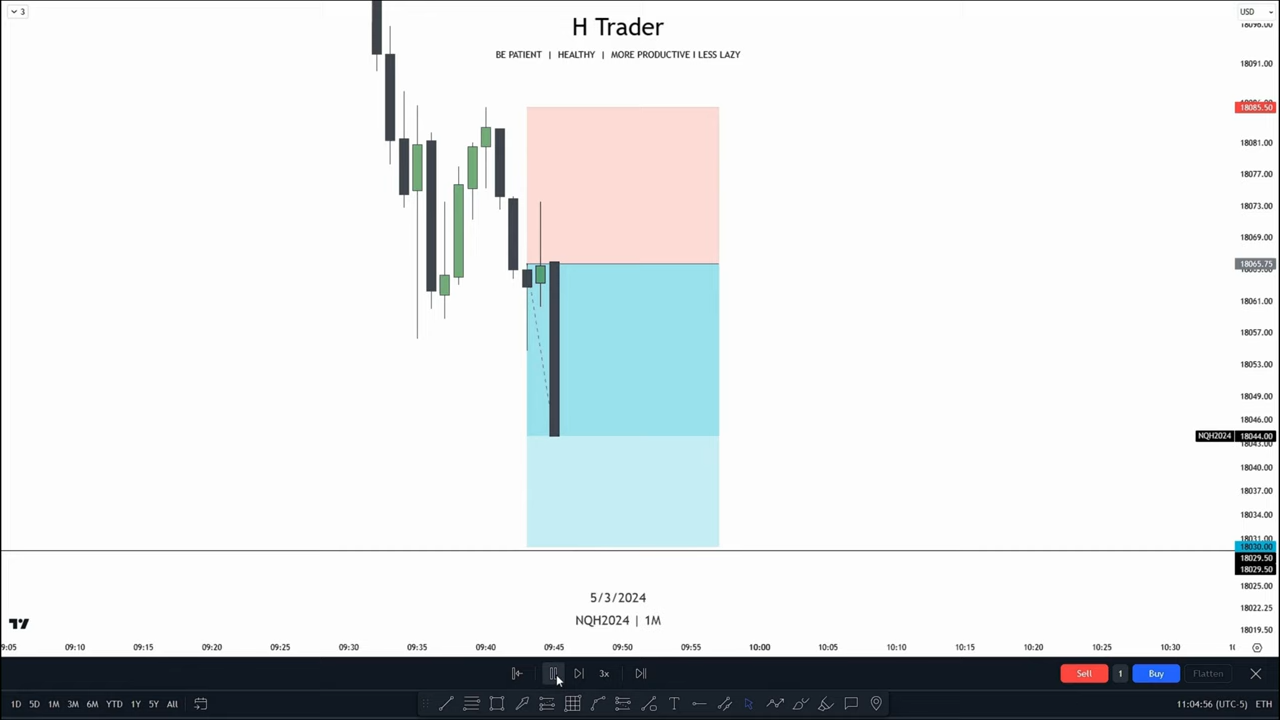 3
H Trader
BE PATIENT | HEALTHY | MORE PRODUCTIVE I LESS LAZY
USD
18091.00
18085.50
18081.00
18077.00
18073.00
18069.00
18065.75
18061.00
18057.00
18053.00
18049.00
18046.00
NQH2024 18044.00
18040.00
18037.00
18034.00
18031.00
18030.00
18029.50
18029.50
18025.00
18022.25
18019.50
5/3/2024
NQH2024 | 1M
9:05 09:10 09:15 09:20 09:25 09:30 09:35 09:40 09:45 09:50 09:55 10:00 10:05 10:10 10:15 10:20 10:25 10:30
3x
Sell 1 Buy Flatten
1D 5D 1M 3M 6M YTD 1Y 5Y All
11:04:56 (UTC-5) ETH